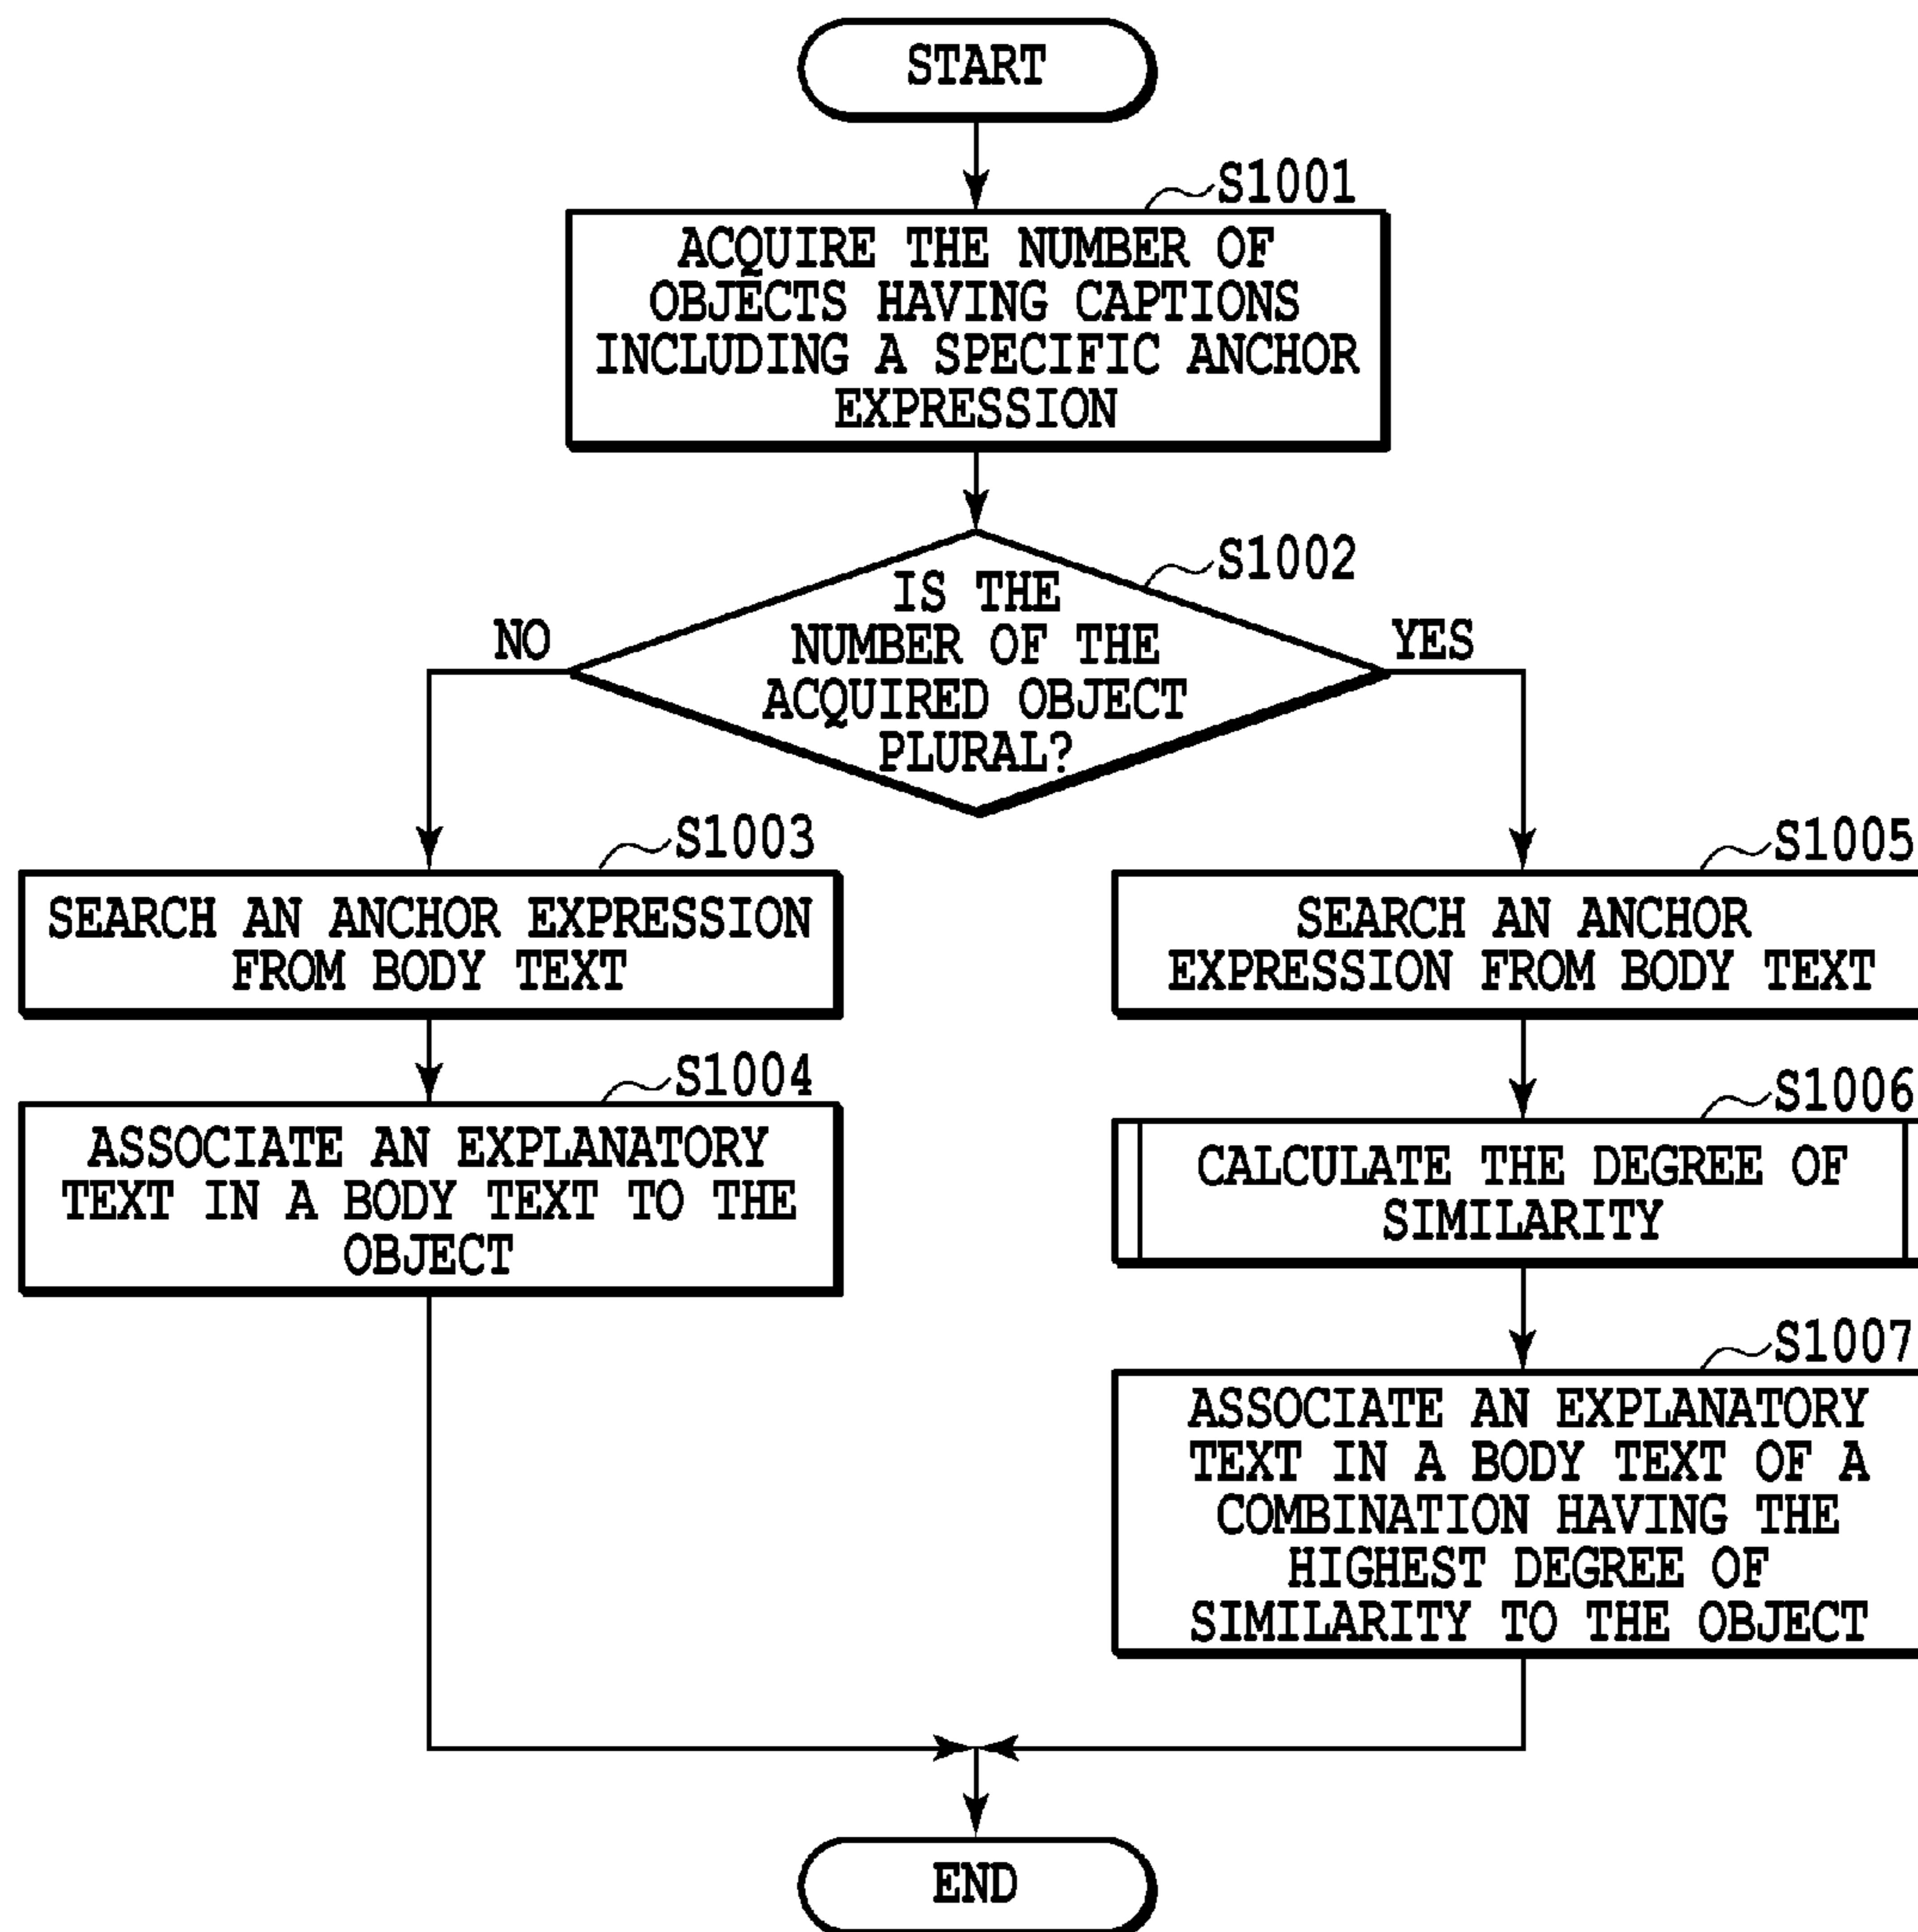 START
S1001
ACQUIRE THE NUMBER OF
OBJECTS HAVING CAPTIONS
INCLUDING A SPECIFIC ANCHOR
EXPRESSION
S1002
IS THE
NUMBER OF THE
ACQUIRED OBJECT
PLURAL?
NO
YES
S1003
SEARCH AN ANCHOR EXPRESSION
FROM BODY TEXT
S1004
ASSOCIATE AN EXPLANATORY
TEXT IN A BODY TEXT TO THE
OBJECT
S1005
SEARCH AN ANCHOR
EXPRESSION FROM BODY TEXT
S1006
CALCULATE THE DEGREE OF
SIMILARITY
S1007
ASSOCIATE AN EXPLANATORY
TEXT IN A BODY TEXT OF A
COMBINATION HAVING THE
HIGHEST DEGREE OF
SIMILARITY TO THE OBJECT
END